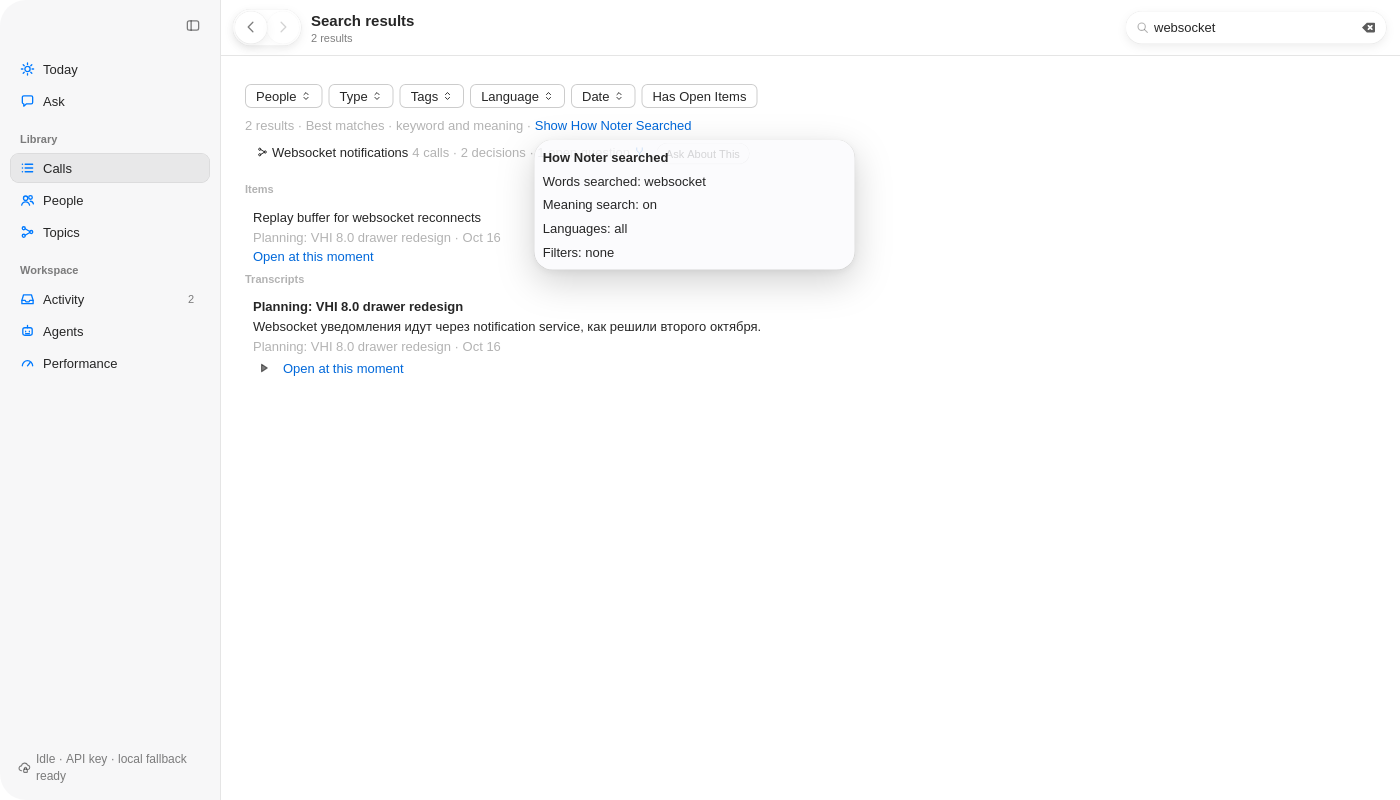 Search results
2 results
websocket
Today
Ask
Library
Calls
People
Topics
Workspace
Activity 2
Agents
Performance
Idle · API key · local fallback
ready
People Type Tags Language Date Has Open Items
2 results · Best matches · keyword and meaning · Show How Noter Searched
Websocket notifications 4 calls · 2 decisions · Ask About This
How Noter searched
Words searched: websocket
Meaning search: on
Languages: all
Filters: none
Items
Replay buffer for websocket reconnects
Planning: VHI 8.0 drawer redesign · Oct 16
Open at this moment
Transcripts
Planning: VHI 8.0 drawer redesign
Websocket уведомления идут через notification service, как решили второго октября.
Planning: VHI 8.0 drawer redesign · Oct 16
Open at this moment